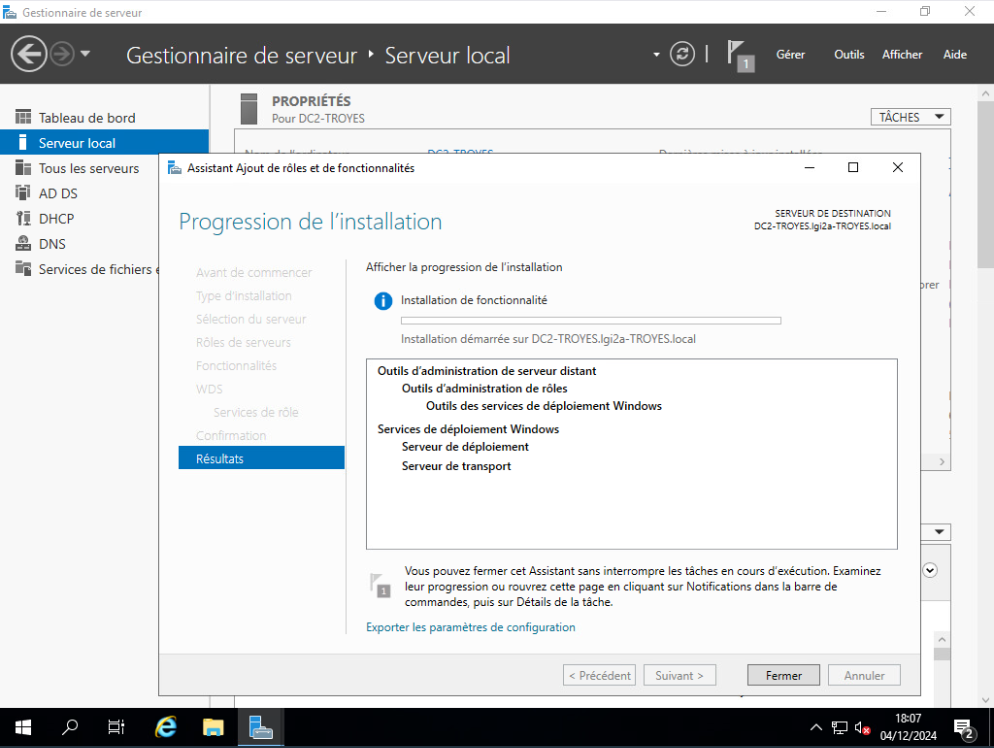 Gestionnaire de serveur
Gestionnaire de serveur ‣ Serveur local
1
Gérer
Outils
Afficher
Aide
Tableau de bord
Serveur local
Tous les serveurs
AD DS
DHCP
DNS
Services de fichiers e
PROPRIÉTÉS
Pour DC2-TROYES
TÂCHES
Assistant Ajout de rôles et de fonctionnalités
Progression de l'installation
SERVEUR DE DESTINATION
DC2-TROYES.lgi2a-TROYES.local
Avant de commencer
Type d'installation
Sélection du serveur
Rôles de serveurs
Fonctionnalités
WDS
Services de rôle
Confirmation
Résultats
Afficher la progression de l'installation
Installation de fonctionnalité
Installation démarrée sur DC2-TROYES.lgi2a-TROYES.local
Outils d'administration de serveur distant
Outils d'administration de rôles
Outils des services de déploiement Windows
Services de déploiement Windows
Serveur de déploiement
Serveur de transport
1
Vous pouvez fermer cet Assistant sans interrompre les tâches en cours d'exécution. Examinez
leur progression ou rouvrez cette page en cliquant sur Notifications dans la barre de
commandes, puis sur Détails de la tâche.
Exporter les paramètres de configuration
< Précédent
Suivant >
Fermer
Annuler
18:07
04/12/2024
2